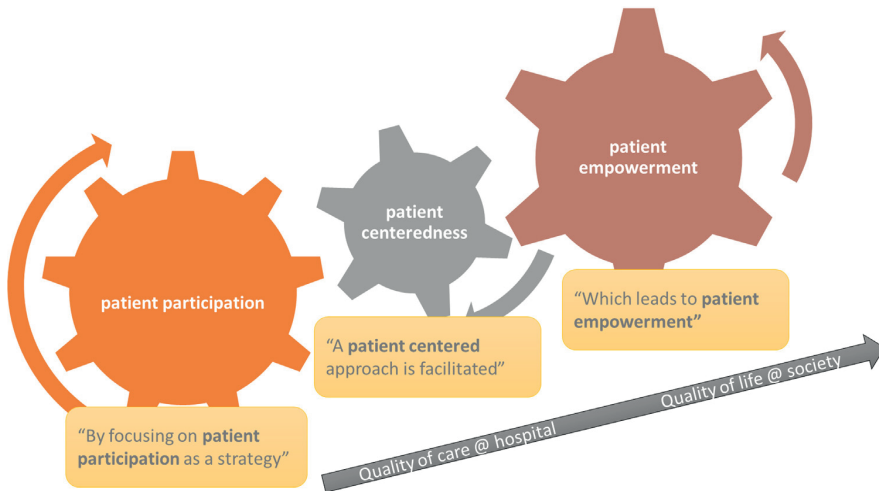 patient participation
patient
centeredness
patient
empowerment
“By focusing on patient
participation as a strategy”
“A patient centered
approach is facilitated”
“Which leads to patient
empowerment”
Quality of care @ hospital
Quality of life @ society